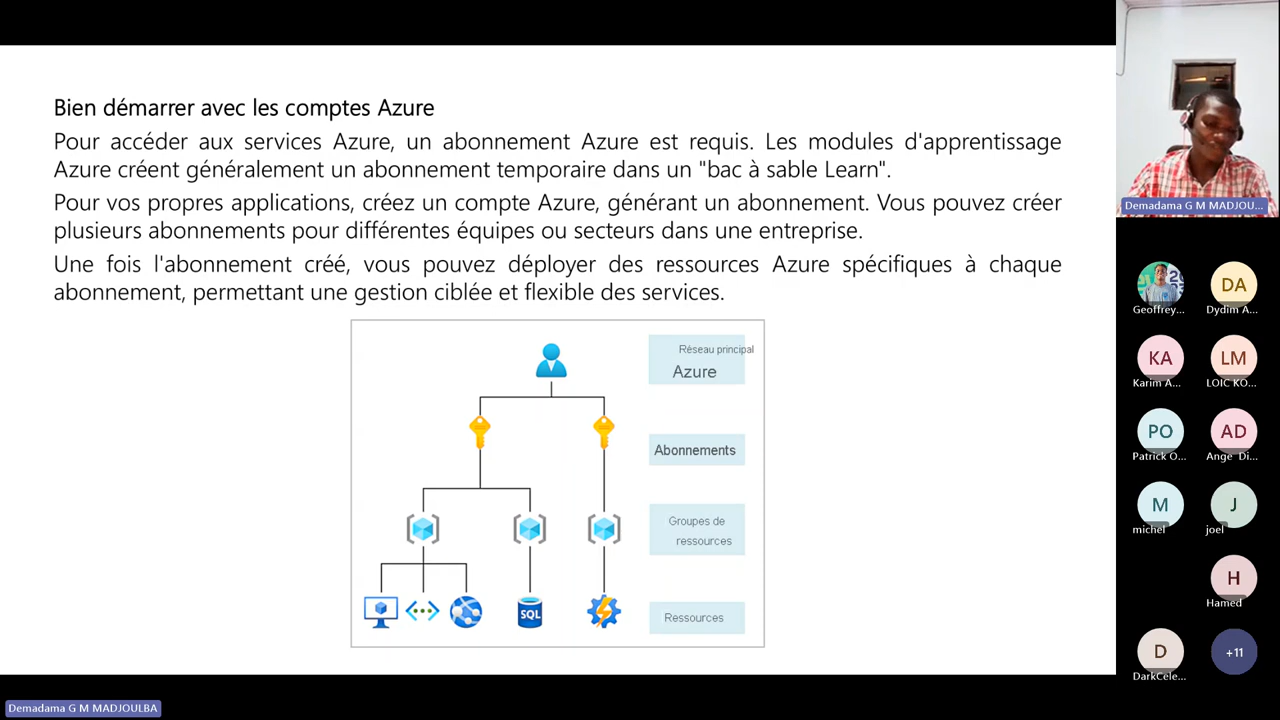 Bien démarrer avec les comptes Azure
Pour accéder aux services Azure, un abonnement Azure est requis. Les modules d'apprentissage
Azure créent généralement un abonnement temporaire dans un "bac à sable Learn".
Pour vos propres applications, créez un compte Azure, générant un abonnement. Vous pouvez créer
plusieurs abonnements pour différentes équipes ou secteurs dans une entreprise.
Une fois l'abonnement créé, vous pouvez déployer des ressources Azure spécifiques à chaque
abonnement, permettant une gestion ciblée et flexible des services.
Réseau principal
Azure
Abonnements
Groupes de
ressources
SQL
Ressources
Demadama G M MADJOU...
Geoffrey...
DA
Dydim A...
KA
Karim A...
LM
LOIC KO...
PO
Patrick O...
AD
Ange Di...
M
michel
J
joel
H
Hamed
D
DarkCele...
+11
Demadama G M MADJOULBA